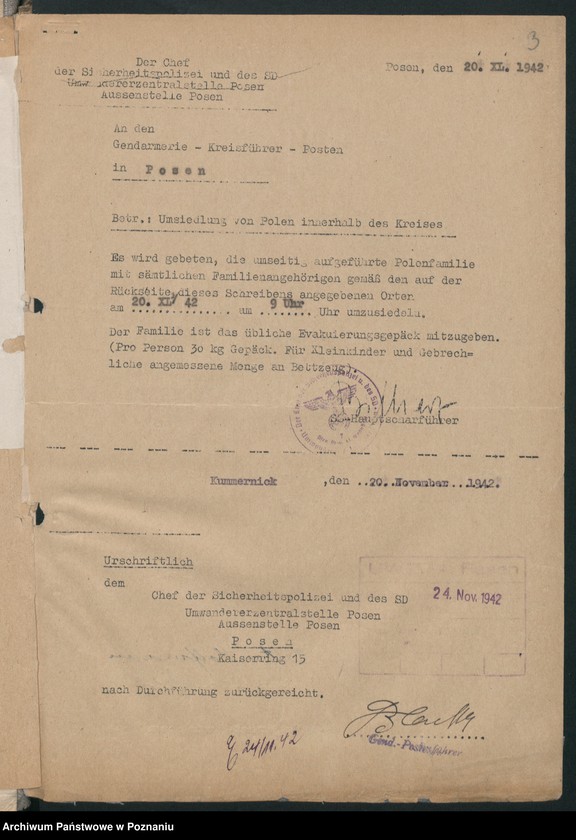 3
Der Chef
der Sicherheitspolizei und des SD
Umwandererzentralstelle Posen
Aussenstelle Posen
Posen, den 20. XI. 1942
An den
Gendarmerie - Kreisführer - Posten
in Posen
Betr.: Umsiedlung von Polen innerhalb des Kreises
Es wird gebeten, die umseitig aufgeführte Polenfamilie
mit sämtlichen Familienangehörigen gemäß den auf der
Rückseite dieses Schreibens angegebenen Orten
am 20. XI. 42 um 9 Uhr Uhr umzusiedeln.
Der Familie ist das übliche Evakuierungsgepäck mitzugeben.
(Pro Person 30 kg Gepäck. Für Kleinkinder und Gebrech=
liche angemessene Menge an Bettzeug).
SS-Hauptscharführer
Kummernick, den ..20. November ..1942.
Urschriftlich
dem
Chef der Sicherheitspolizei und des SD
Umwandererzentralstelle Posen
Aussenstelle Posen
Posen
Kaiserring 15
24. Nov. 1942
nach Durchführung zurückgereicht.
24/11.42
Gend.-Postenführer
Archiwum Państwowe w Poznaniu